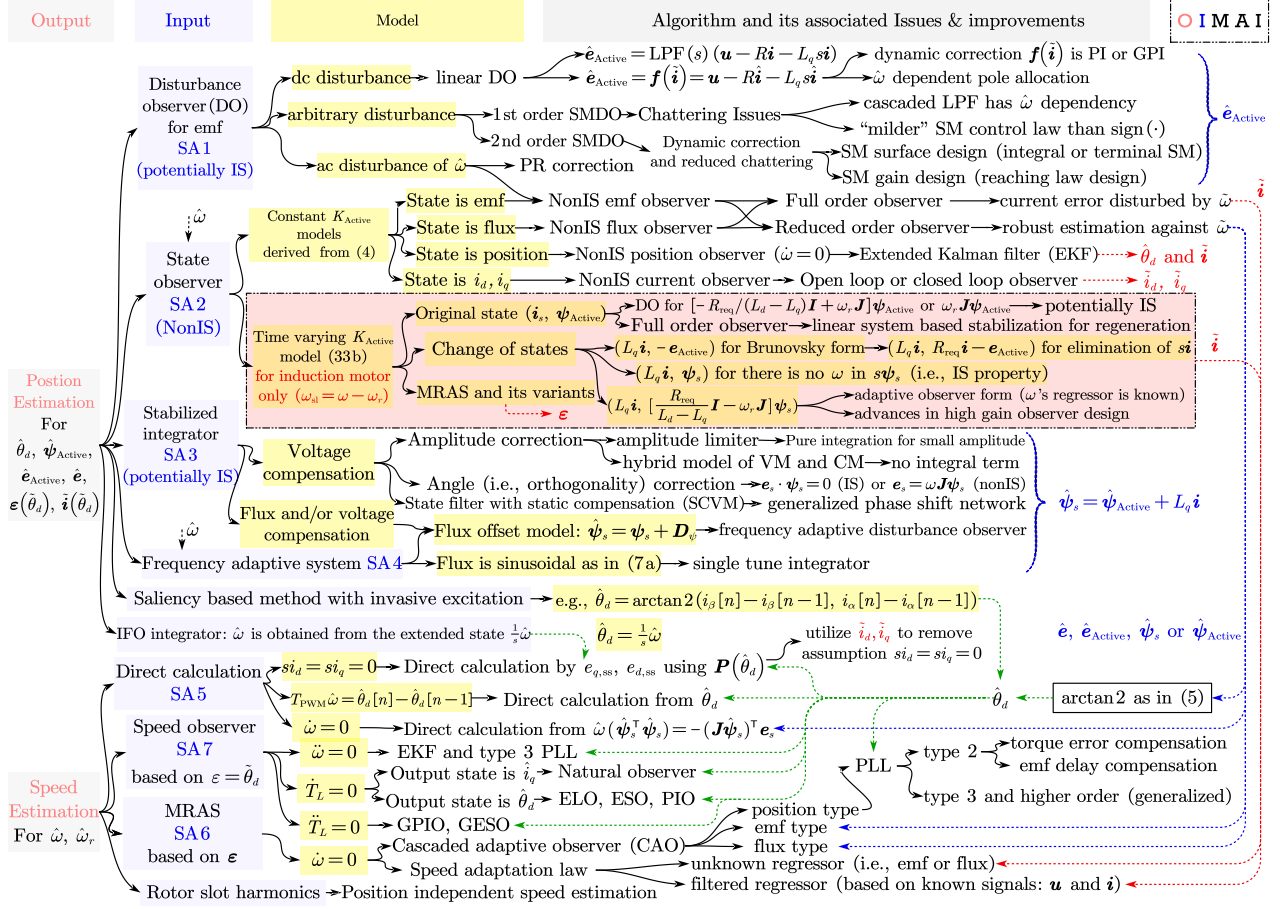 Output
Input
Model
Algorithm and its associated Issues & improvements
O I M A I
Disturbance
observer (DO)
for emf
SA1
(potentially IS)
dc disturbance
linear DO
ê_Active = LPF(s) (u − Ri − L_q si)
ê_Active = f(ĩ) = u − Rî − L_q sî
dynamic correction f(ĩ) is PI or GPI
ω̂ dependent pole allocation
arbitrary disturbance
1st order SMDO
Chattering Issues
cascaded LPF has ω̂ dependency
"milder" SM control law than sign(·)
2nd order SMDO
Dynamic correction
and reduced chattering
SM surface design (integral or terminal SM)
SM gain design (reaching law design)
ac disturbance of ω̂
PR correction
ê_Active
ω̂
State
observer
SA2
(NonIS)
Constant K_Active
models
derived from (4)
State is emf
NonIS emf observer
Full order observer
current error disturbed by ω̃
ĩ
State is flux
NonIS flux observer
Reduced order observer
robust estimation against ω̃
State is position
NonIS position observer (ω̇ = 0)
Extended Kalman filter (EKF)
θ̂_d and ĩ
State is i_d, i_q
NonIS current observer
Open loop or closed loop observer
ĩ_d, ĩ_q
Time varying K_Active
model (33b)
for induction motor
only (ω_sl = ω − ω_r)
Original state (i_s, ψ_Active)
DO for [−R_req/(L_d − L_q) I + ω_r J] ψ_Active or ω_r Jψ_Active
potentially IS
Full order observer
linear system based stabilization for regeneration
Change of states
(L_q i, −e_Active) for Brunovsky form
(L_q i, R_req i − e_Active) for elimination of si
ĩ
(L_q i, ψ_s) for there is no ω in sψ_s (i.e., IS property)
MRAS and its variants
ε
(L_q i, [R_req/(L_d − L_q) I − ω_r J] ψ_s)
adaptive observer form (ω's regressor is known)
advances in high gain observer design
Postion
Estimation
For
θ̂_d, ψ̂_Active,
ê_Active, ê,
ε(θ̃_d), ĩ(θ̃_d)
Stabilized
integrator
SA3
(potentially IS)
Voltage
compensation
Amplitude correction
amplitude limiter
Pure integration for small amplitude
hybrid model of VM and CM
no integral term
Angle (i.e., orthogonality) correction
e_s · ψ_s = 0 (IS) or e_s = ωJψ_s (nonIS)
State filter with static compensation (SCVM)
generalized phase shift network
ψ̂_s = ψ̂_Active + L_q i
Flux and/or voltage
compensation
Flux offset model: ψ̂_s = ψ_s + D_ψ
frequency adaptive disturbance observer
ω̂
Frequency adaptive system SA4
Flux is sinusoidal as in (7a)
single tune integrator
Saliency based method with invasive excitation
e.g., θ̂_d = arctan2(i_β[n] − i_β[n−1], i_α[n] − i_α[n−1])
IFO integrator: ω̂ is obtained from the extended state 1/s ω̂
θ̂_d = 1/s ω̂
ê, ê_Active, ψ̂_s or ψ̂_Active
Direct calculation
SA5
si_d = si_q = 0
Direct calculation by e_q,ss, e_d,ss using P(θ̂_d)
utilize ĩ_d, ĩ_q to remove
assumption si_d = si_q = 0
T_PWM ω̂ = θ̂_d[n] − θ̂_d[n−1]
Direct calculation from θ̂_d
θ̂_d
arctan2 as in (5)
ω̇ = 0
Direct calculation from ω̂(ψ̂_s^⊤ ψ̂_s) = −(Jψ̂_s)^⊤ e_s
Speed observer
SA7
based on ε = θ̃_d
ω̈ = 0
EKF and type 3 PLL
Ṫ_L = 0
Output state is î_q
Natural observer
Output state is θ̂_d
ELO, ESO, PIO
T̈_L = 0
GPIO, GESO
PLL
type 2
torque error compensation
emf delay compensation
type 3 and higher order (generalized)
Speed
Estimation
For ω̂, ω̂_r
MRAS
SA6
based on ε
ω̇ = 0
Cascaded adaptive observer (CAO)
position type
emf type
flux type
Speed adaptation law
unknown regressor (i.e., emf or flux)
filtered regressor (based on known signals: u and i)
Rotor slot harmonics
Position independent speed estimation